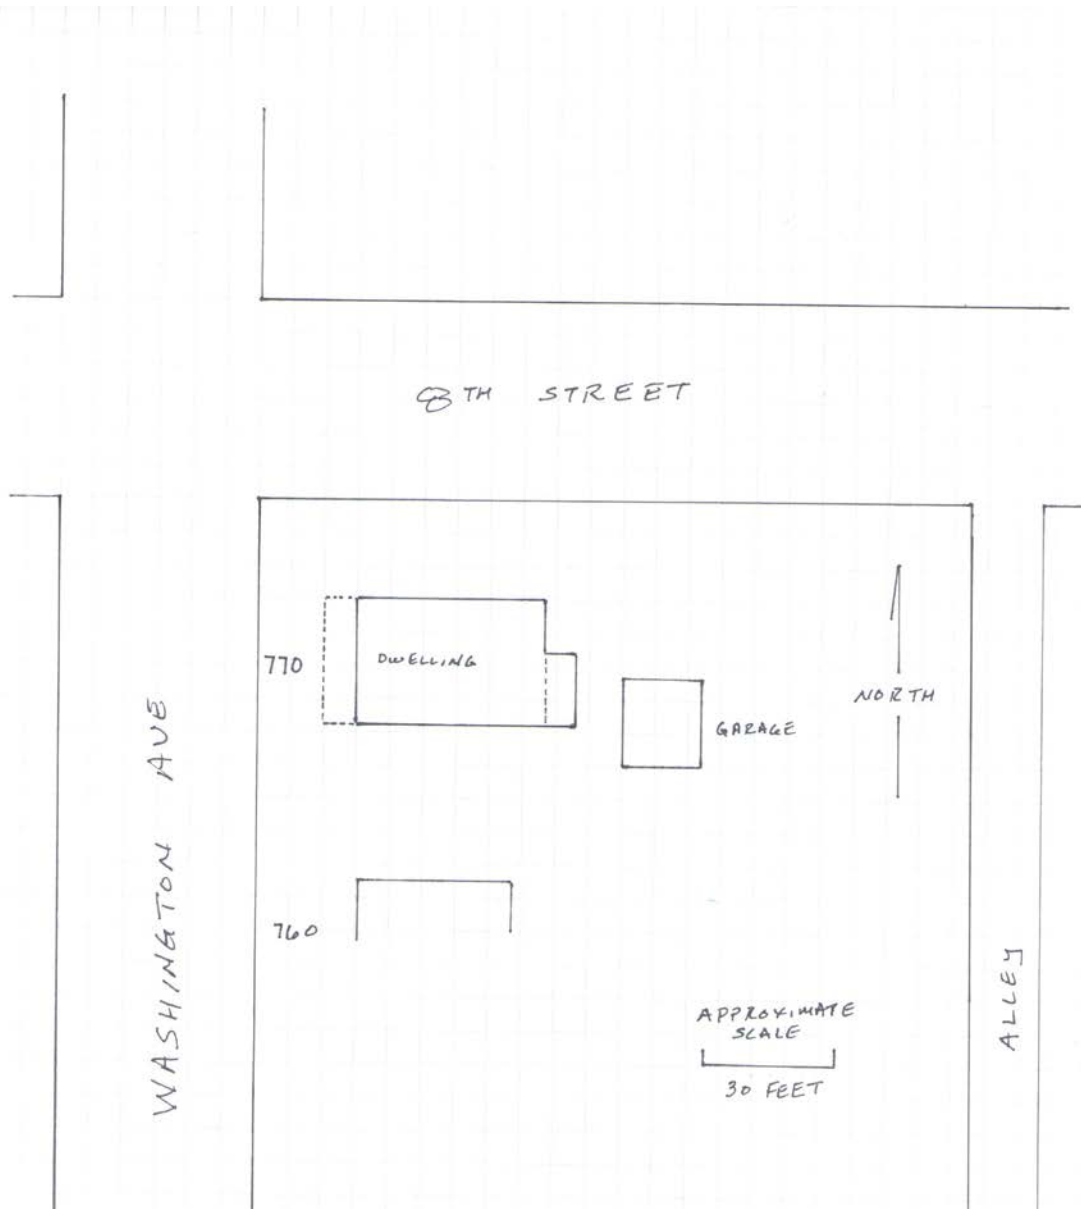 8TH STREET
770
DWELLING
GARAGE
NORTH
WASHINGTON AVE
760
ALLEY
APPROXIMATE
SCALE
30 FEET